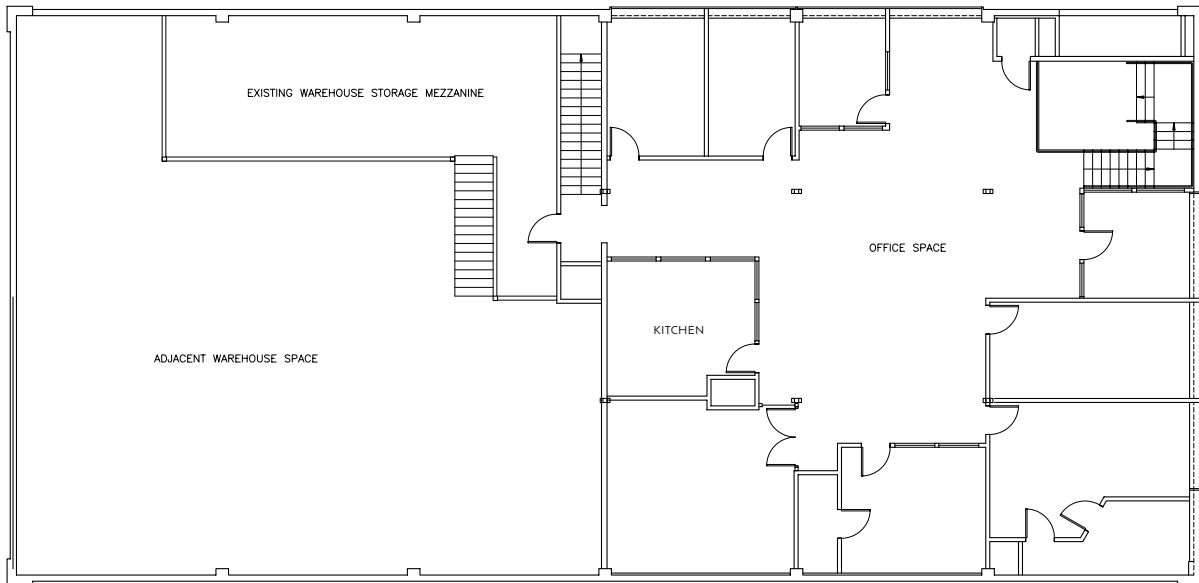 EXISTING WAREHOUSE STORAGE MEZZANINE
OFFICE SPACE
KITCHEN
ADJACENT WAREHOUSE SPACE